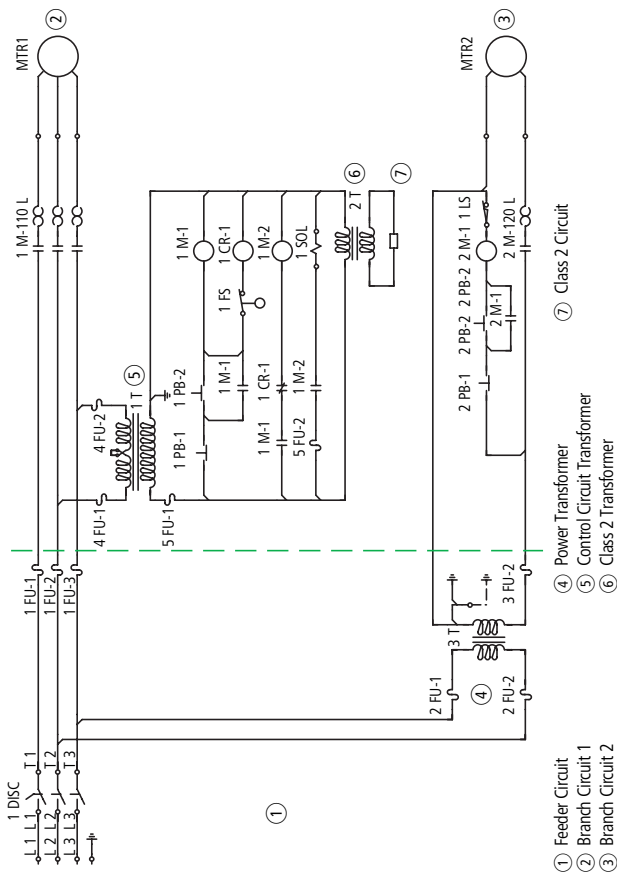 1 DISC
L 1 L 1 T 1
L 2 L 2 T 2
L 3 L 3 T 3
1 FU-1
1 FU-2
1 FU-3
1 M-110 L
MTR1
②
4 FU-1
4 FU-2
1 T ⑤
5 FU-1
1 PB-1
1 PB-2
1 M-1
1 M-1
1 FS
1 CR-1
1 M-1
1 CR-1
1 M-2
5 FU-2
1 M-2
1 SOL
2 T ⑥
⑦
①
2 FU-1
④
2 FU-2
3 T
3 FU-2
2 PB-1
2 PB-2
2 PB-2
2 M-1
2 M-1
1 LS
2 M-120 L
MTR2
③
① Feeder Circuit
② Branch Circuit 1
③ Branch Circuit 2
④ Power Transformer
⑤ Control Circuit Transformer
⑥ Class 2 Transformer
⑦ Class 2 Circuit